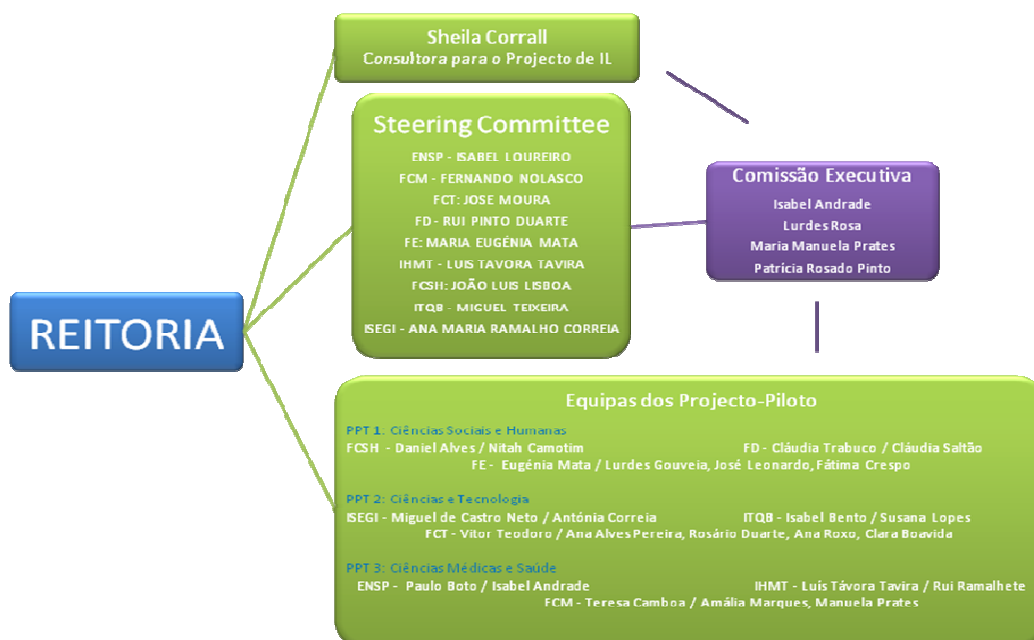 Sheila Corrall
Consultora para o Projecto de IL
Steering Committee
ENSP - ISABEL LOUREIRO
FCM - FERNANDO NOLASCO
FCT: JOSE MOURA
FD - RUI PINTO DUARTE
FE: MARIA EUGÉNIA MATA
IHMT - LUIS TÁVORA TAVIRA
FCSH: JOÃO LUIS LISBOA
ITQB - MIGUEL TEIXEIRA
ISEGI - ANA MARIA RAMALHO CORREIA
Comissão Executiva
Isabel Andrade
Lurdes Rosa
Maria Manuela Prates
Patrícia Rosado Pinto
REITORIA
Equipas dos Projecto-Piloto
PPT 1: Ciências Sociais e Humanas
FCSH - Daniel Alves / Nitah Camotim FD - Cláudia Trabuco / Cláudia Saltão
FE - Eugénia Mata / Lurdes Gouveia, José Leonardo, Fátima Crespo
PPT 2: Ciências e Tecnologia
ISEGI - Miguel de Castro Neto / Antónia Correia ITQB - Isabel Bento / Susana Lopes
FCT - Vitor Teodoro / Ana Alves Pereira, Rosário Duarte, Ana Roxo, Clara Boavida
PPT 3: Ciências Médicas e Saúde
ENSP - Paulo Boto / Isabel Andrade IHMT - Luís Távora Tavira / Rui Ramalhete
FCM - Teresa Camboa / Amália Marques, Manuela Prates